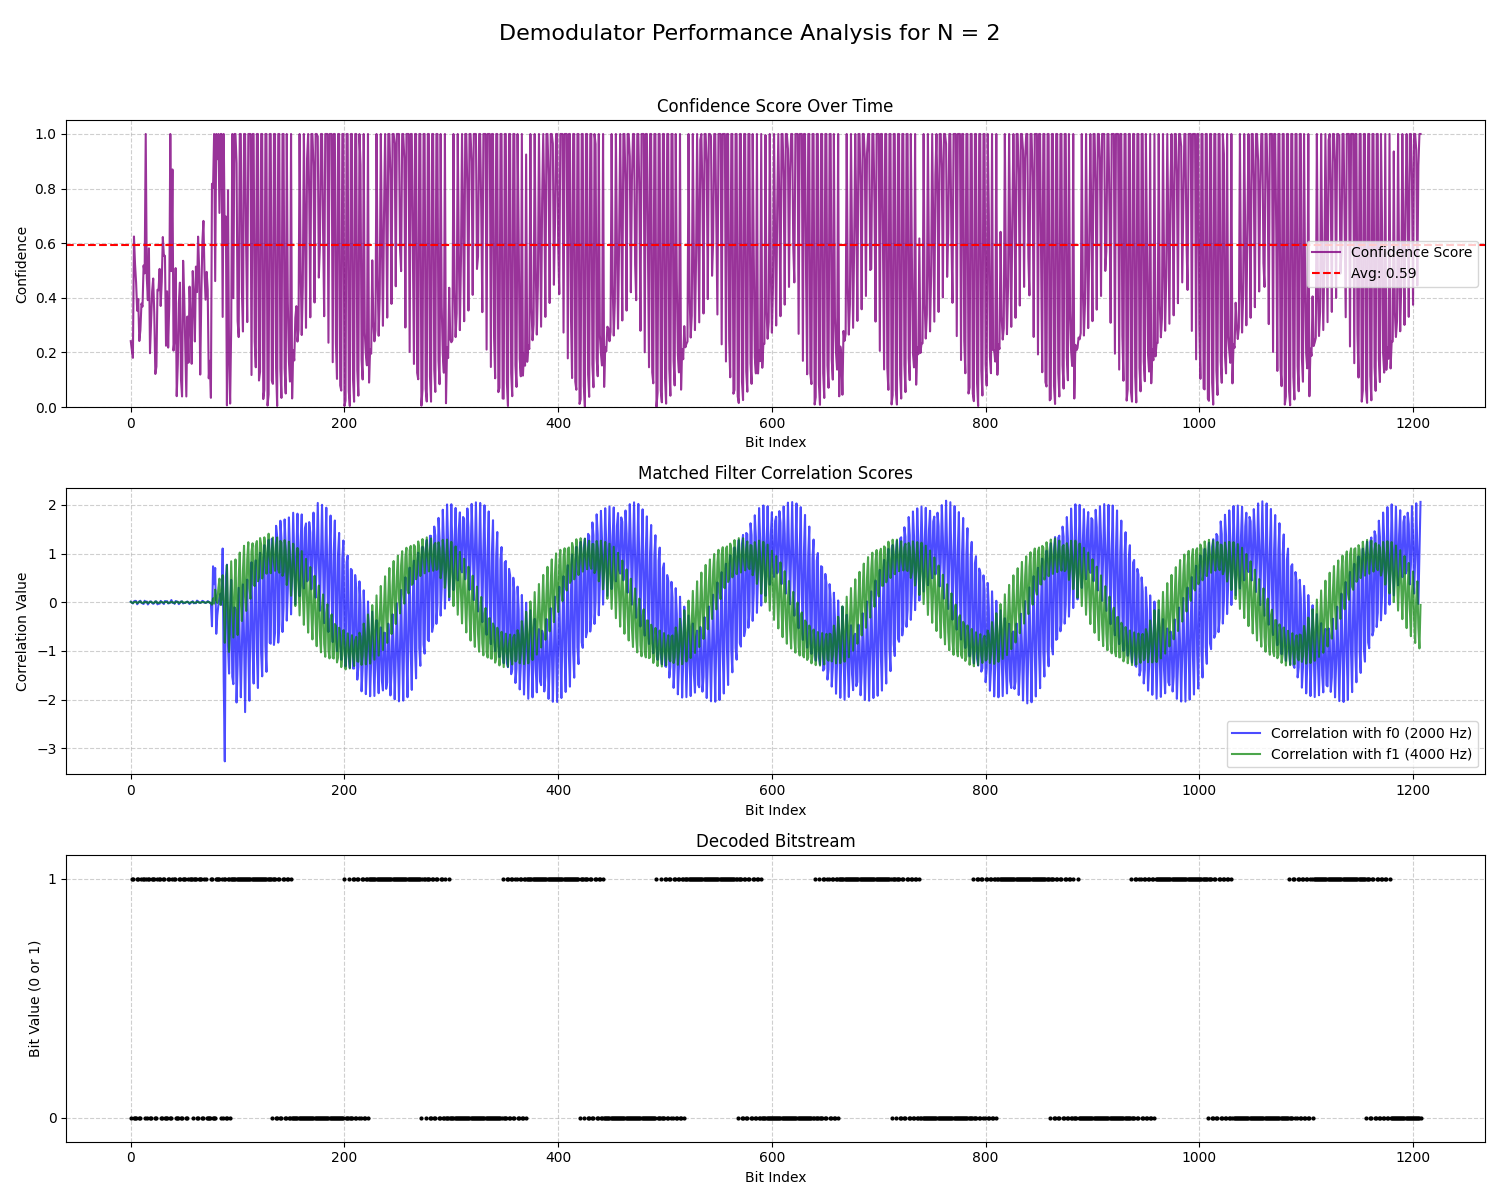 Demodulator Performance Analysis for N = 2
Confidence Score Over Time
Confidence
1.0
0.8
0.6
0.4
0.2
0.0
Confidence Score
Avg: 0.59
0 200 400 600 800 1000 1200
Bit Index
Matched Filter Correlation Scores
Correlation Value
2
1
0
−1
−2
−3
Correlation with f0 (2000 Hz)
Correlation with f1 (4000 Hz)
0 200 400 600 800 1000 1200
Bit Index
Decoded Bitstream
Bit Value (0 or 1)
1
0
0 200 400 600 800 1000 1200
Bit Index